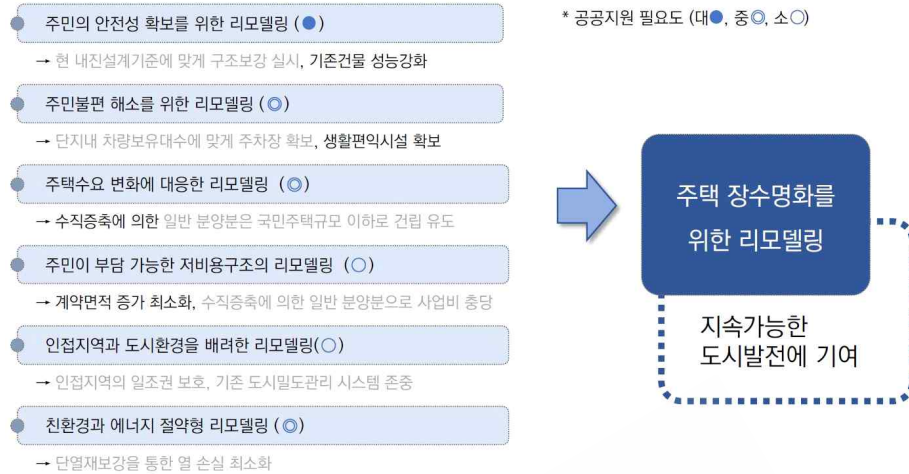 주민의 안전성 확보를 위한 리모델링 (●)
→ 현 내진설계기준에 맞게 구조보강 실시, 기존건물 성능강화
주민불편 해소를 위한 리모델링 (◎)
→ 단지내 차량보유대수에 맞게 주차장 확보, 생활편익시설 확보
주택수요 변화에 대응한 리모델링 (◎)
→ 수직증축에 의한 일반 분양분은 국민주택규모 이하로 건립 유도
주민이 부담 가능한 저비용구조의 리모델링 (○)
→ 계약면적 증가 최소화, 수직증축에 의한 일반 분양분으로 사업비 충당
인접지역과 도시환경을 배려한 리모델링(○)
→ 인접지역의 일조권 보호, 기존 도시밀도관리 시스템 존중
친환경과 에너지 절약형 리모델링 (◎)
→ 단열재보강을 통한 열 손실 최소화
* 공공지원 필요도 (대●, 중◎, 소○)
주택 장수명화를
위한 리모델링
지속가능한
도시발전에 기여